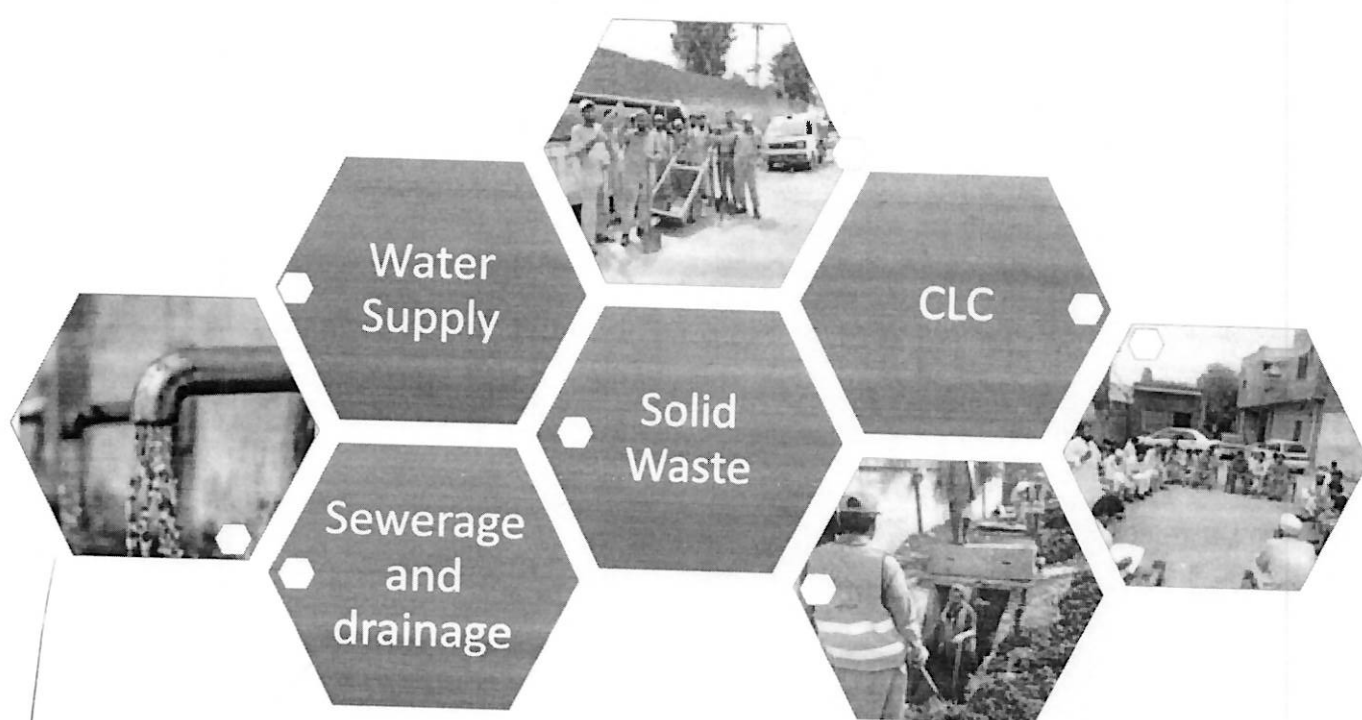 Water
Supply
CLC
Solid
Waste
Sewerage
and
drainage